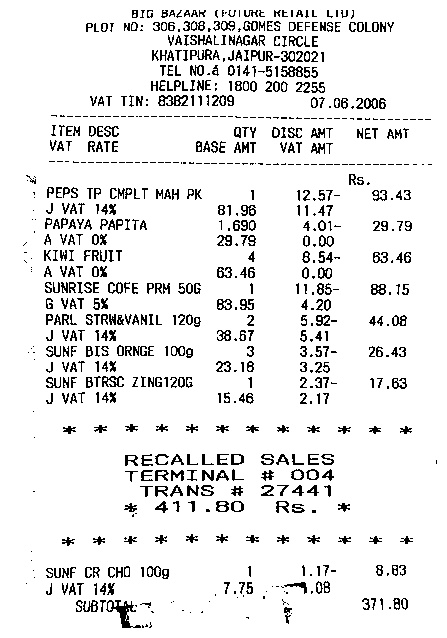 BIG BAZAAR (FUTURE RETAIL LTD)
PLOT NO: 306,308,309,GOMES DEFENSE COLONY
VAISHALINAGAR CIRCLE
KHATIPURA,JAIPUR-302021
TEL NO.& 0141-5158855
HELPLINE: 1800 200 2255
VAT TIN: 8382111209 07.06.2006
ITEM DESC QTY DISC AMT NET AMT
VAT RATE BASE AMT VAT AMT
Rs.
PEPS TP CMPLT MAH PK 1 12.57- 93.43
J VAT 14% 81.96 11.47
PAPAYA PAPITA 1.690 4.01- 29.79
A VAT 0% 29.79 0.00
KIWI FRUIT 4 8.54- 63.46
A VAT 0% 63.46 0.00
SUNRISE COFE PRM 50G 1 11.85- 88.15
G VAT 5% 83.95 4.20
PARL STRW&VANIL 120g 2 5.92- 44.08
J VAT 14% 38.67 5.41
SUNF BIS ORNGE 100g 3 3.57- 26.43
J VAT 14% 23.18 3.25
SUNF BTRSC ZING120G 1 2.37- 17.63
J VAT 14% 15.46 2.17
* * * * * * * * * * * *
RECALLED SALES
TERMINAL # 004
TRANS # 27441
* 411.80 Rs. *
* * * * * * * * * * * *
SUNF CR CHO 100g 1 1.17- 8.83
J VAT 14% 7.75 1.08
SUBTOTAL 371.80